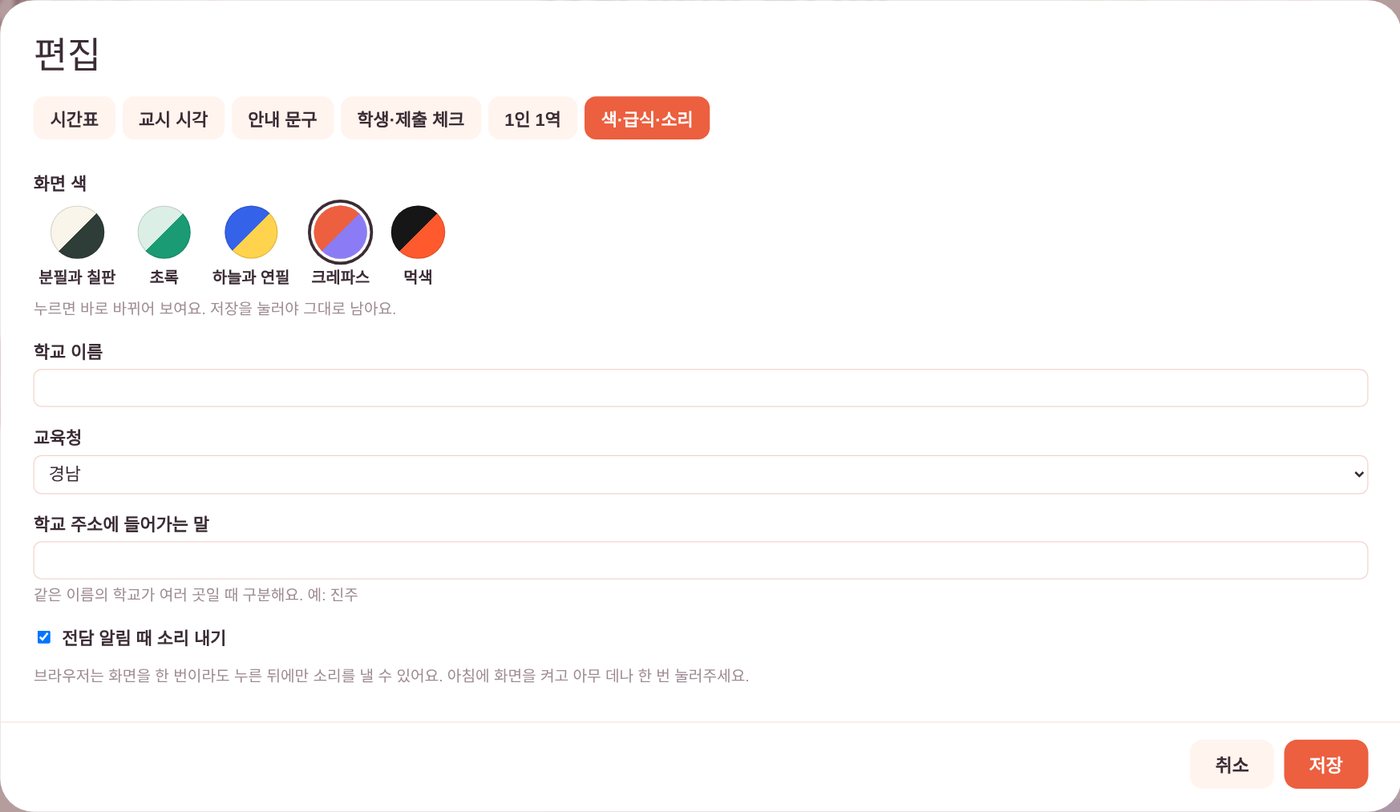 편집
시간표 교시 시각 안내 문구 학생·제출 체크 1인 1역 색·급식·소리
화면 색
분필과 칠판 초록 하늘과 연필 크레파스 먹색
누르면 바로 바뀌어 보여요. 저장을 눌러야 그대로 남아요.
학교 이름
교육청
경남
학교 주소에 들어가는 말
같은 이름의 학교가 여러 곳일 때 구분해요. 예: 진주
전담 알림 때 소리 내기
브라우저는 화면을 한 번이라도 누른 뒤에만 소리를 낼 수 있어요. 아침에 화면을 켜고 아무 데나 한 번 눌러주세요.
취소 저장